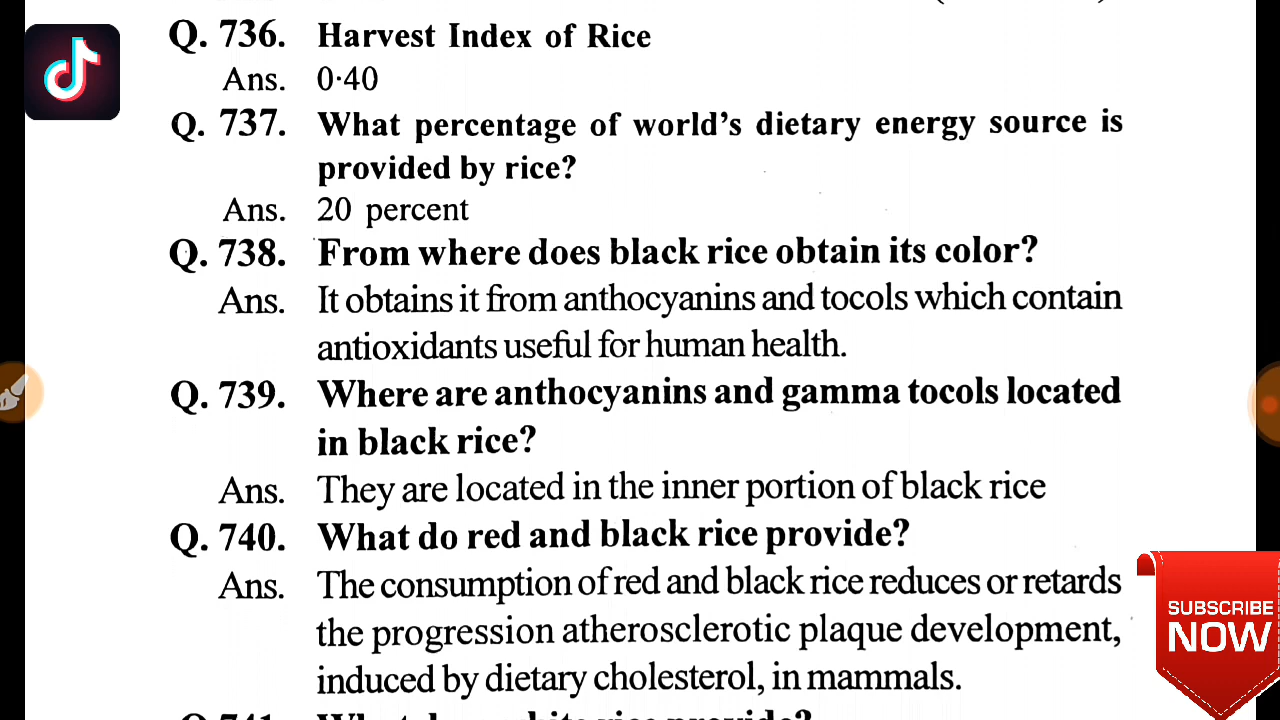 Q. 736. Harvest Index of Rice
Ans. 0·40
Q. 737. What percentage of world's dietary energy source is
provided by rice?
Ans. 20 percent
Q. 738. From where does black rice obtain its color?
Ans. It obtains it from anthocyanins and tocols which contain
antioxidants useful for human health.
Q. 739. Where are anthocyanins and gamma tocols located
in black rice?
Ans. They are located in the inner portion of black rice
Q. 740. What do red and black rice provide?
Ans. The consumption of red and black rice reduces or retards
the progression atherosclerotic plaque development,
induced by dietary cholesterol, in mammals.
SUBSCRIBE
NOW